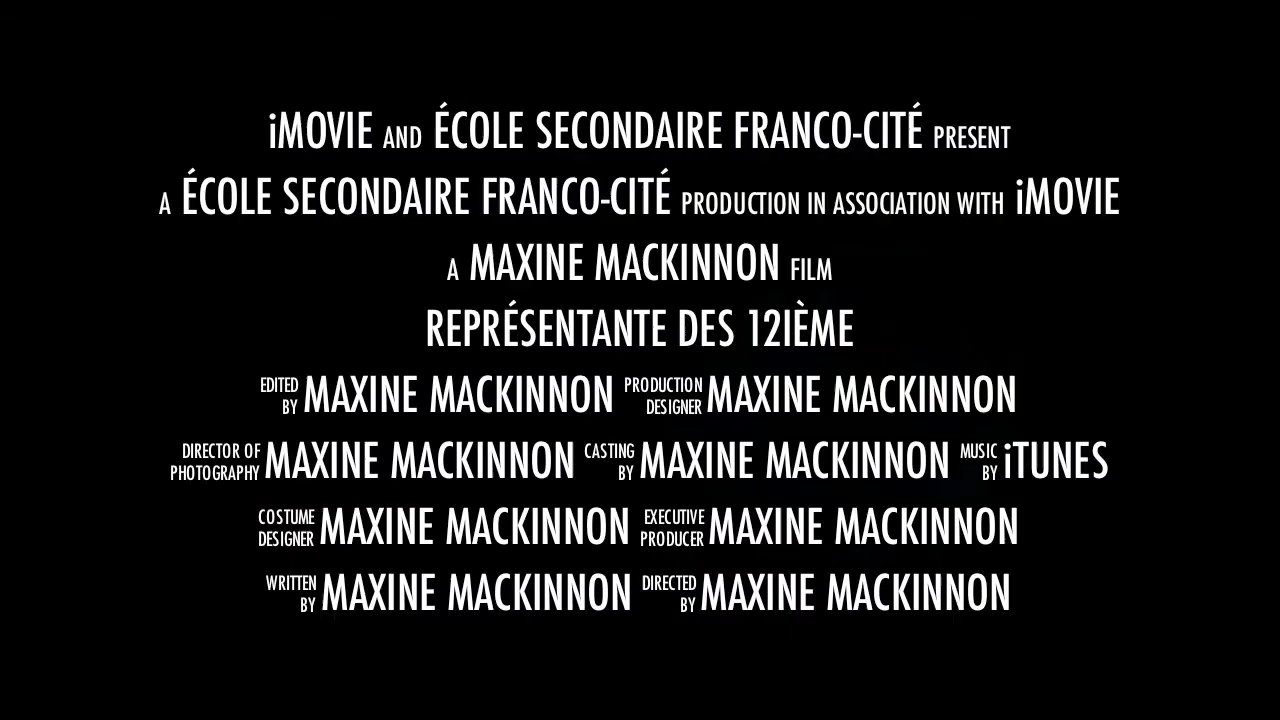 iMOVIE AND ÉCOLE SECONDAIRE FRANCO-CITÉ PRESENT
A ÉCOLE SECONDAIRE FRANCO-CITÉ PRODUCTION IN ASSOCIATION WITH iMOVIE
A MAXINE MACKINNON FILM
REPRÉSENTANTE DES 12IÈME
EDITED BY MAXINE MACKINNON PRODUCTION DESIGNER MAXINE MACKINNON
DIRECTOR OF PHOTOGRAPHY MAXINE MACKINNON CASTING BY MAXINE MACKINNON MUSIC BY iTUNES
COSTUME DESIGNER MAXINE MACKINNON EXECUTIVE PRODUCER MAXINE MACKINNON
WRITTEN BY MAXINE MACKINNON DIRECTED BY MAXINE MACKINNON